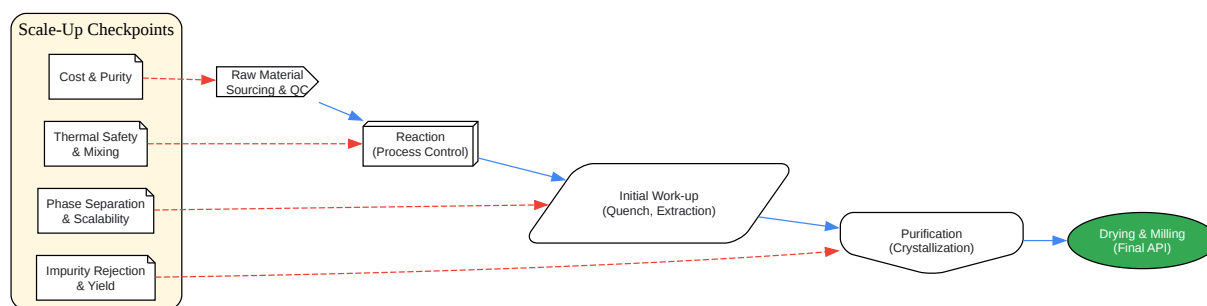 Scale-Up Checkpoints
Cost & Purity
Thermal Safety
& Mixing
Phase Separation
& Scalability
Impurity Rejection
& Yield
Raw Material
Sourcing & QC
Reaction
(Process Control)
Initial Work-up
(Quench, Extraction)
Purification
(Crystallization)
Drying & Milling
(Final API)